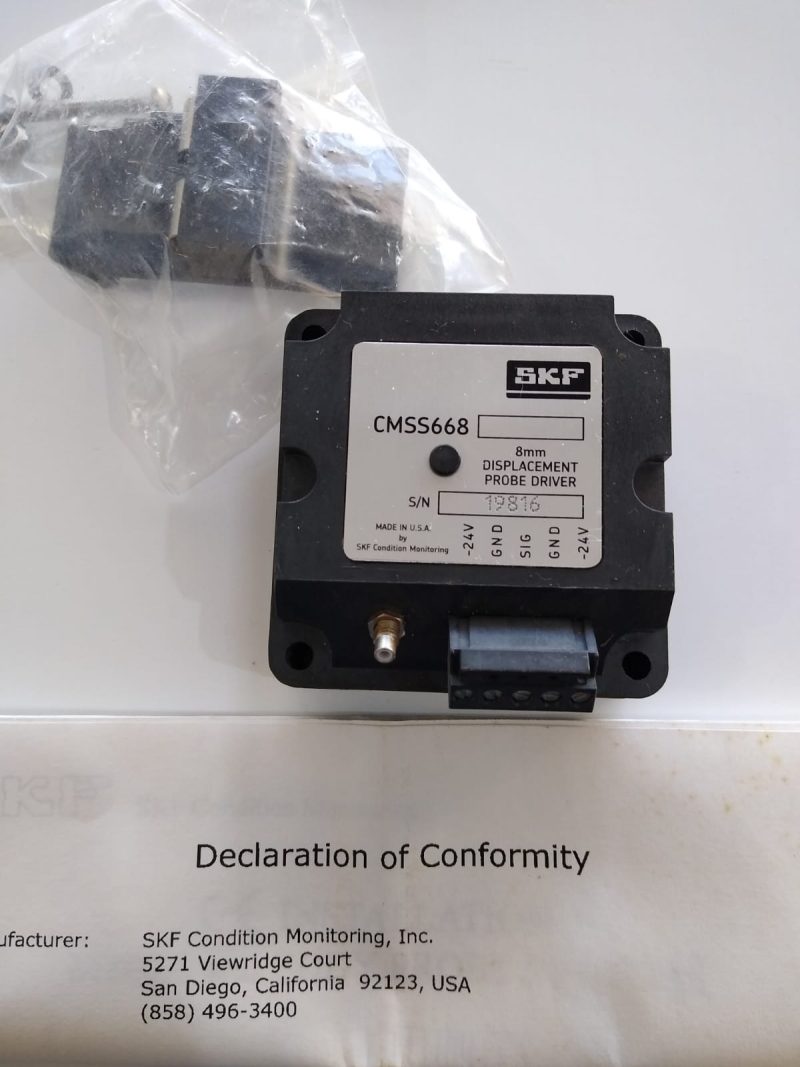 SKF
CMSS668
8mm
DISPLACEMENT
PROBE DRIVER
S/N 19816
MADE IN U.S.A.
by
SKF Condition Monitoring
-24V
GND
SIG
GND
-24V
Declaration of Conformity
ufacturer: SKF Condition Monitoring, Inc.
5271 Viewridge Court
San Diego, California 92123, USA
(858) 496-3400